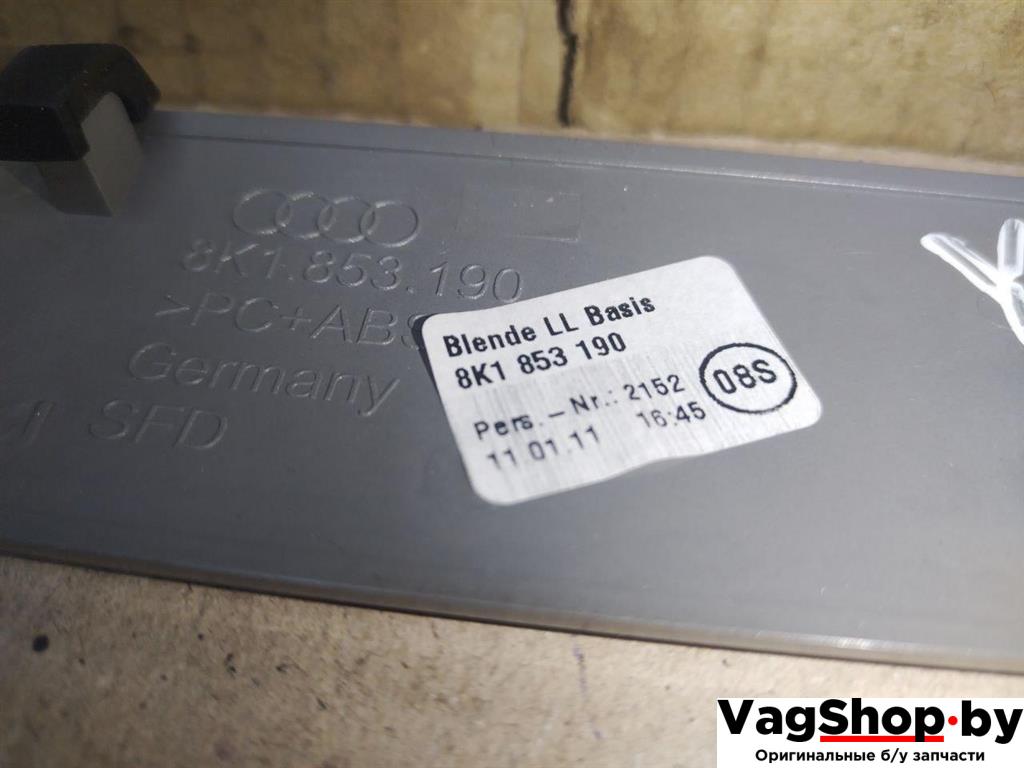 8K1.853.190
>PC+ABS
Germany
SFD
Blende LL Basis
8K1 853 190
Pers.-Nr.: 2152
11.01.11 16:45
08S
VagShop.by
Оригинальные б/у запчасти